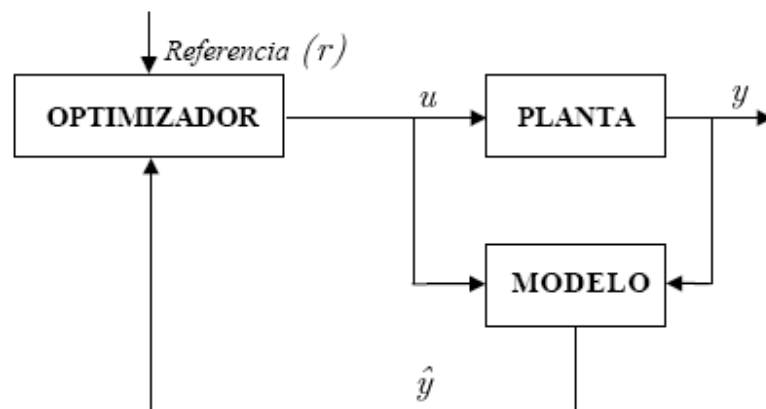 Referencia (r)
OPTIMIZADOR
u
PLANTA
y
MODELO
ŷ